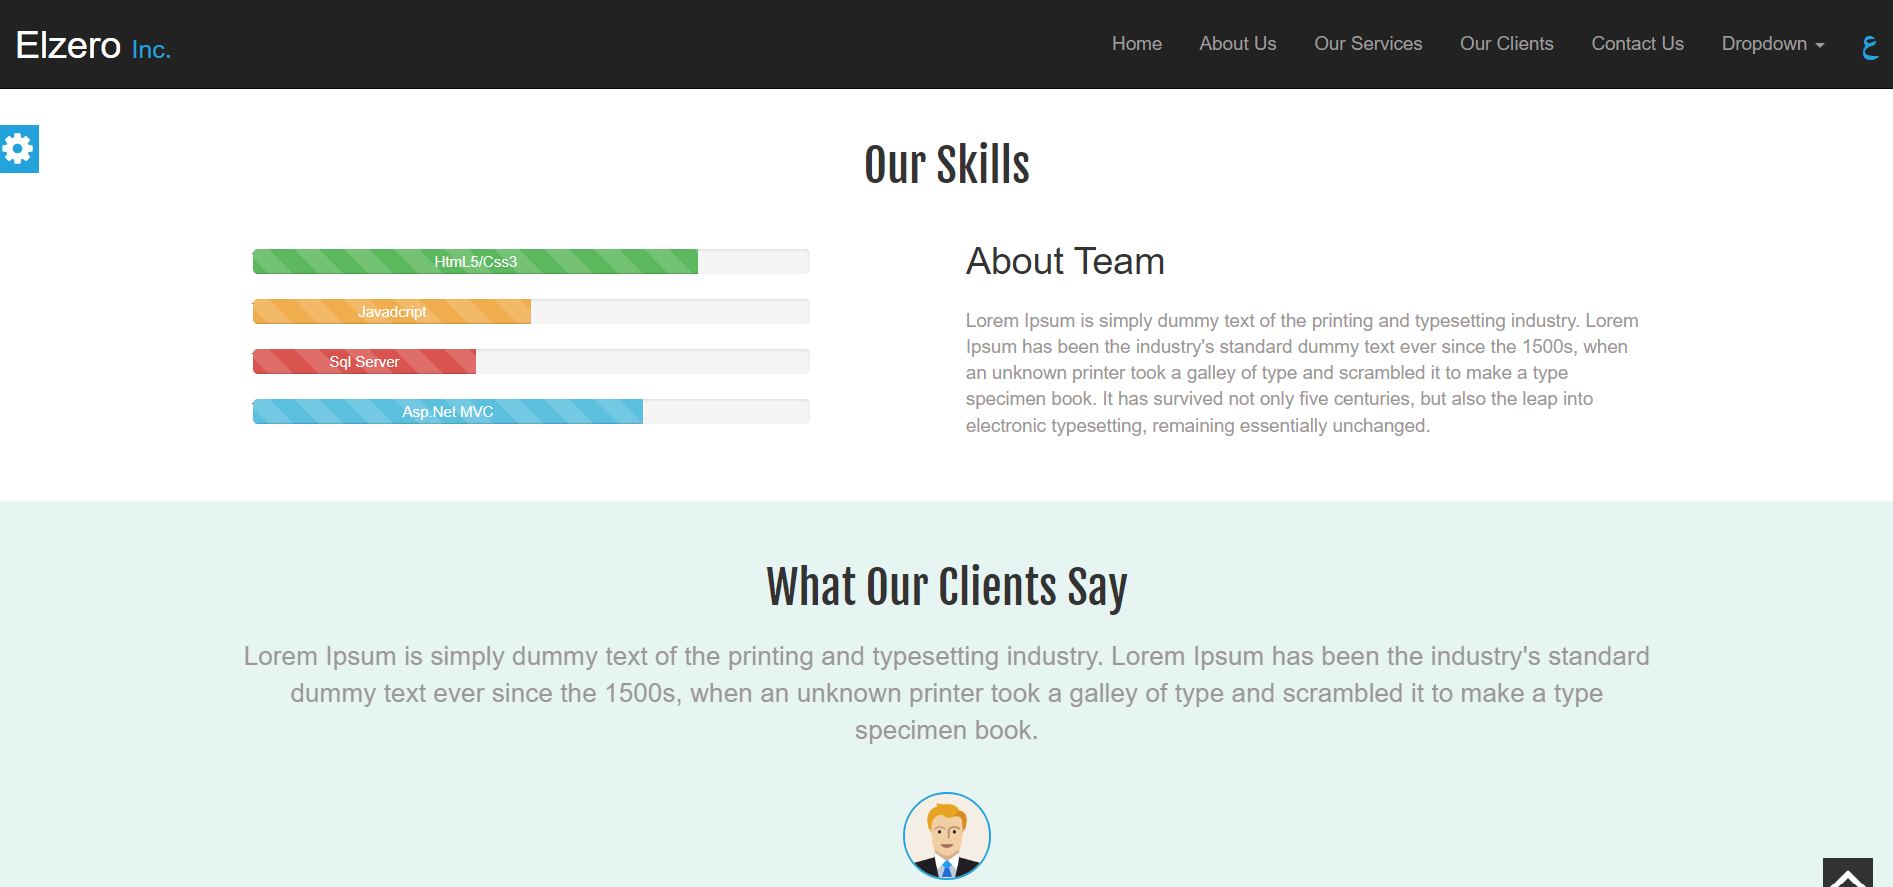 Elzero Inc.
Home About Us Our Services Our Clients Contact Us Dropdown ع
Our Skills
HtmL5/Css3
Javadcript
Sql Server
Asp.Net MVC
About Team
Lorem Ipsum is simply dummy text of the printing and typesetting industry. Lorem
Ipsum has been the industry's standard dummy text ever since the 1500s, when
an unknown printer took a galley of type and scrambled it to make a type
specimen book. It has survived not only five centuries, but also the leap into
electronic typesetting, remaining essentially unchanged.
What Our Clients Say
Lorem Ipsum is simply dummy text of the printing and typesetting industry. Lorem Ipsum has been the industry's standard
dummy text ever since the 1500s, when an unknown printer took a galley of type and scrambled it to make a type
specimen book.